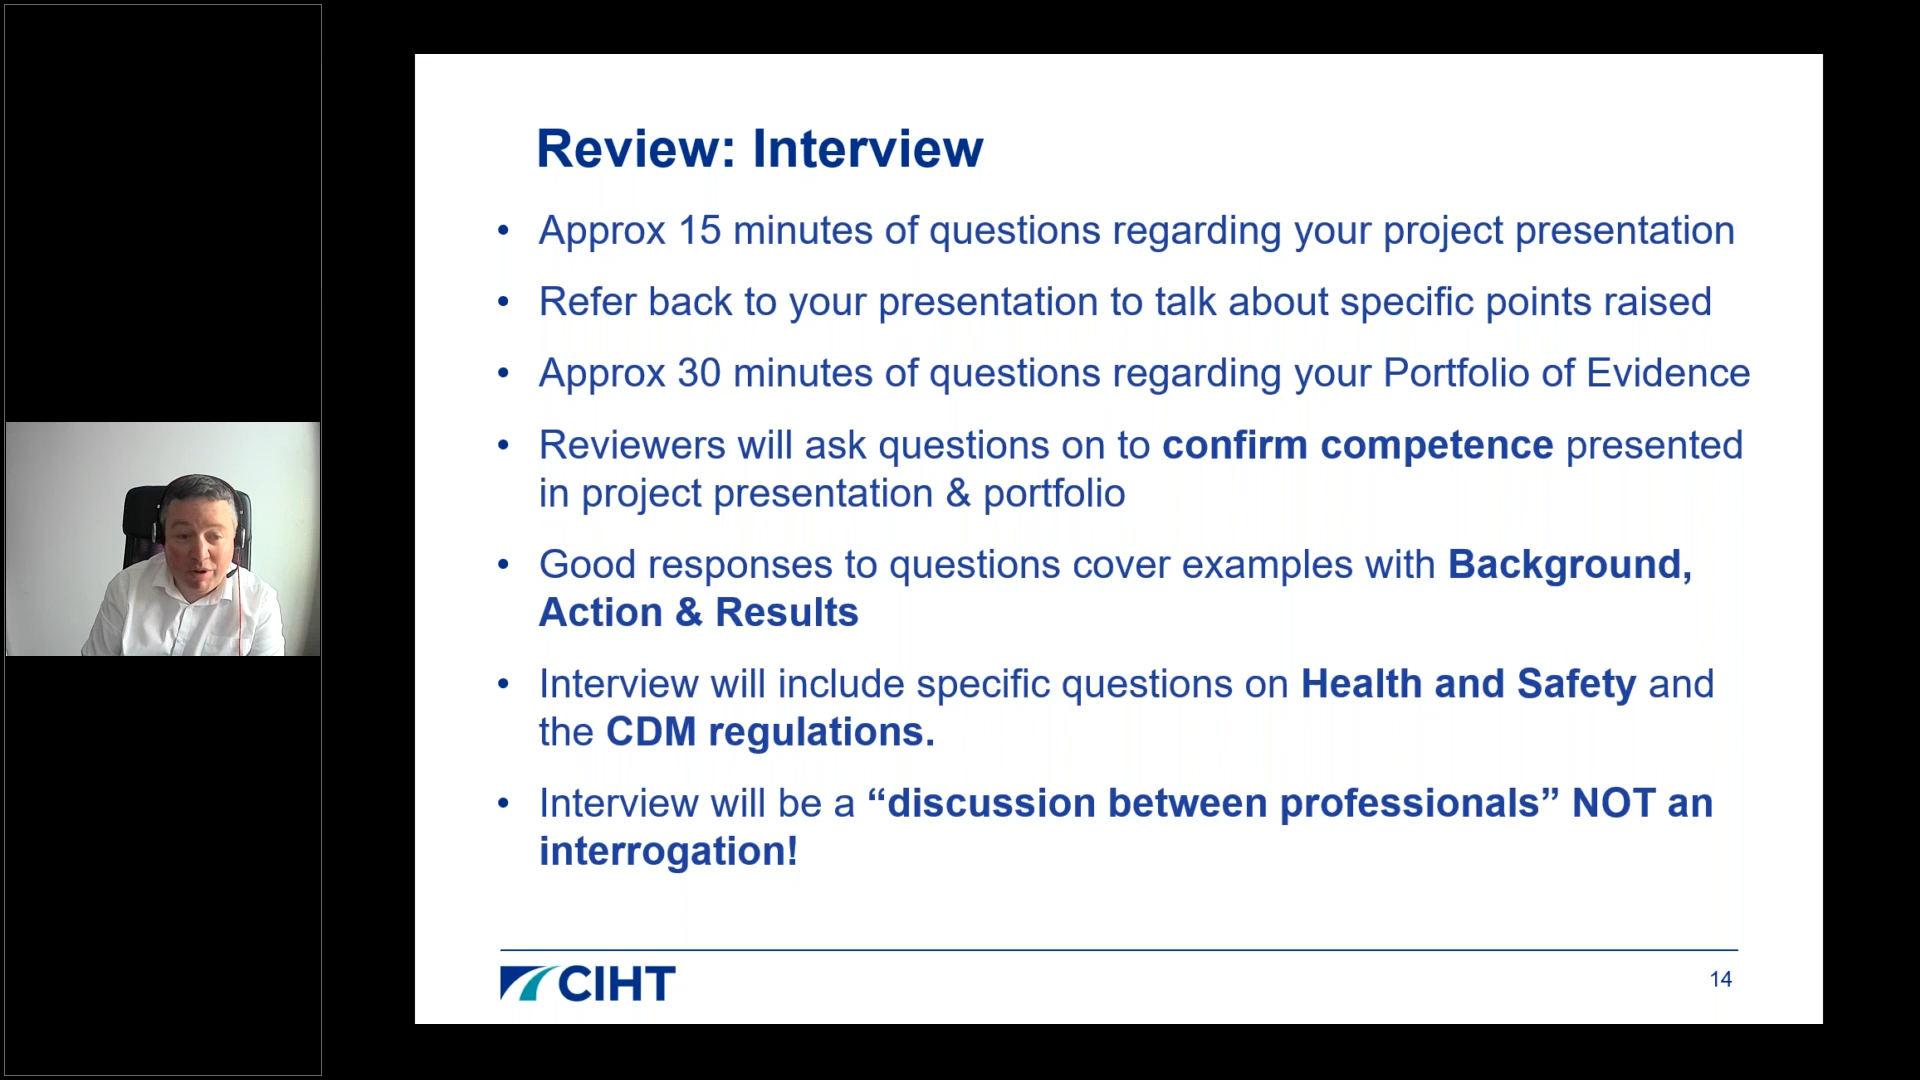 Review: Interview
• Approx 15 minutes of questions regarding your project presentation
• Refer back to your presentation to talk about specific points raised
• Approx 30 minutes of questions regarding your Portfolio of Evidence
• Reviewers will ask questions on to confirm competence presented
in project presentation & portfolio
• Good responses to questions cover examples with Background,
Action & Results
• Interview will include specific questions on Health and Safety and
the CDM regulations.
• Interview will be a “discussion between professionals” NOT an
interrogation!
CIHT
14